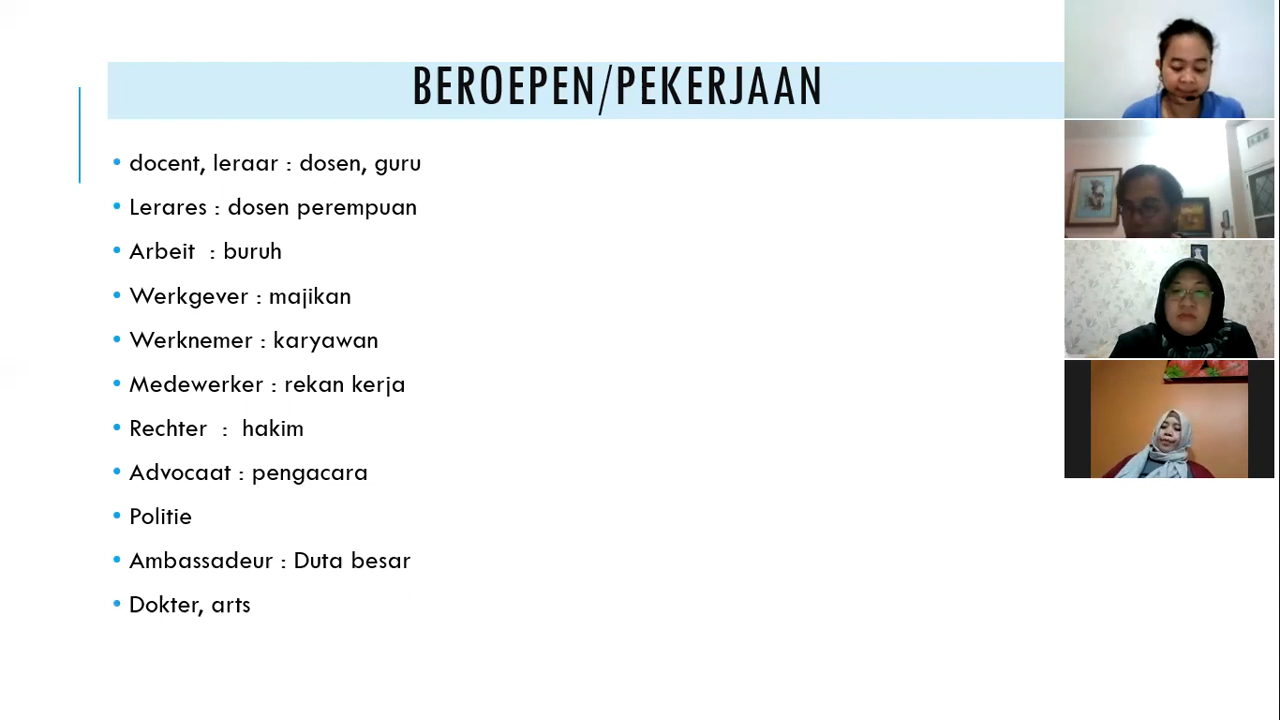 BEROEPEN/PEKERJAAN
• docent, leraar : dosen, guru
• Lerares : dosen perempuan
• Arbeit : buruh
• Werkgever : majikan
• Werknemer : karyawan
• Medewerker : rekan kerja
• Rechter : hakim
• Advocaat : pengacara
• Politie
• Ambassadeur : Duta besar
• Dokter, arts